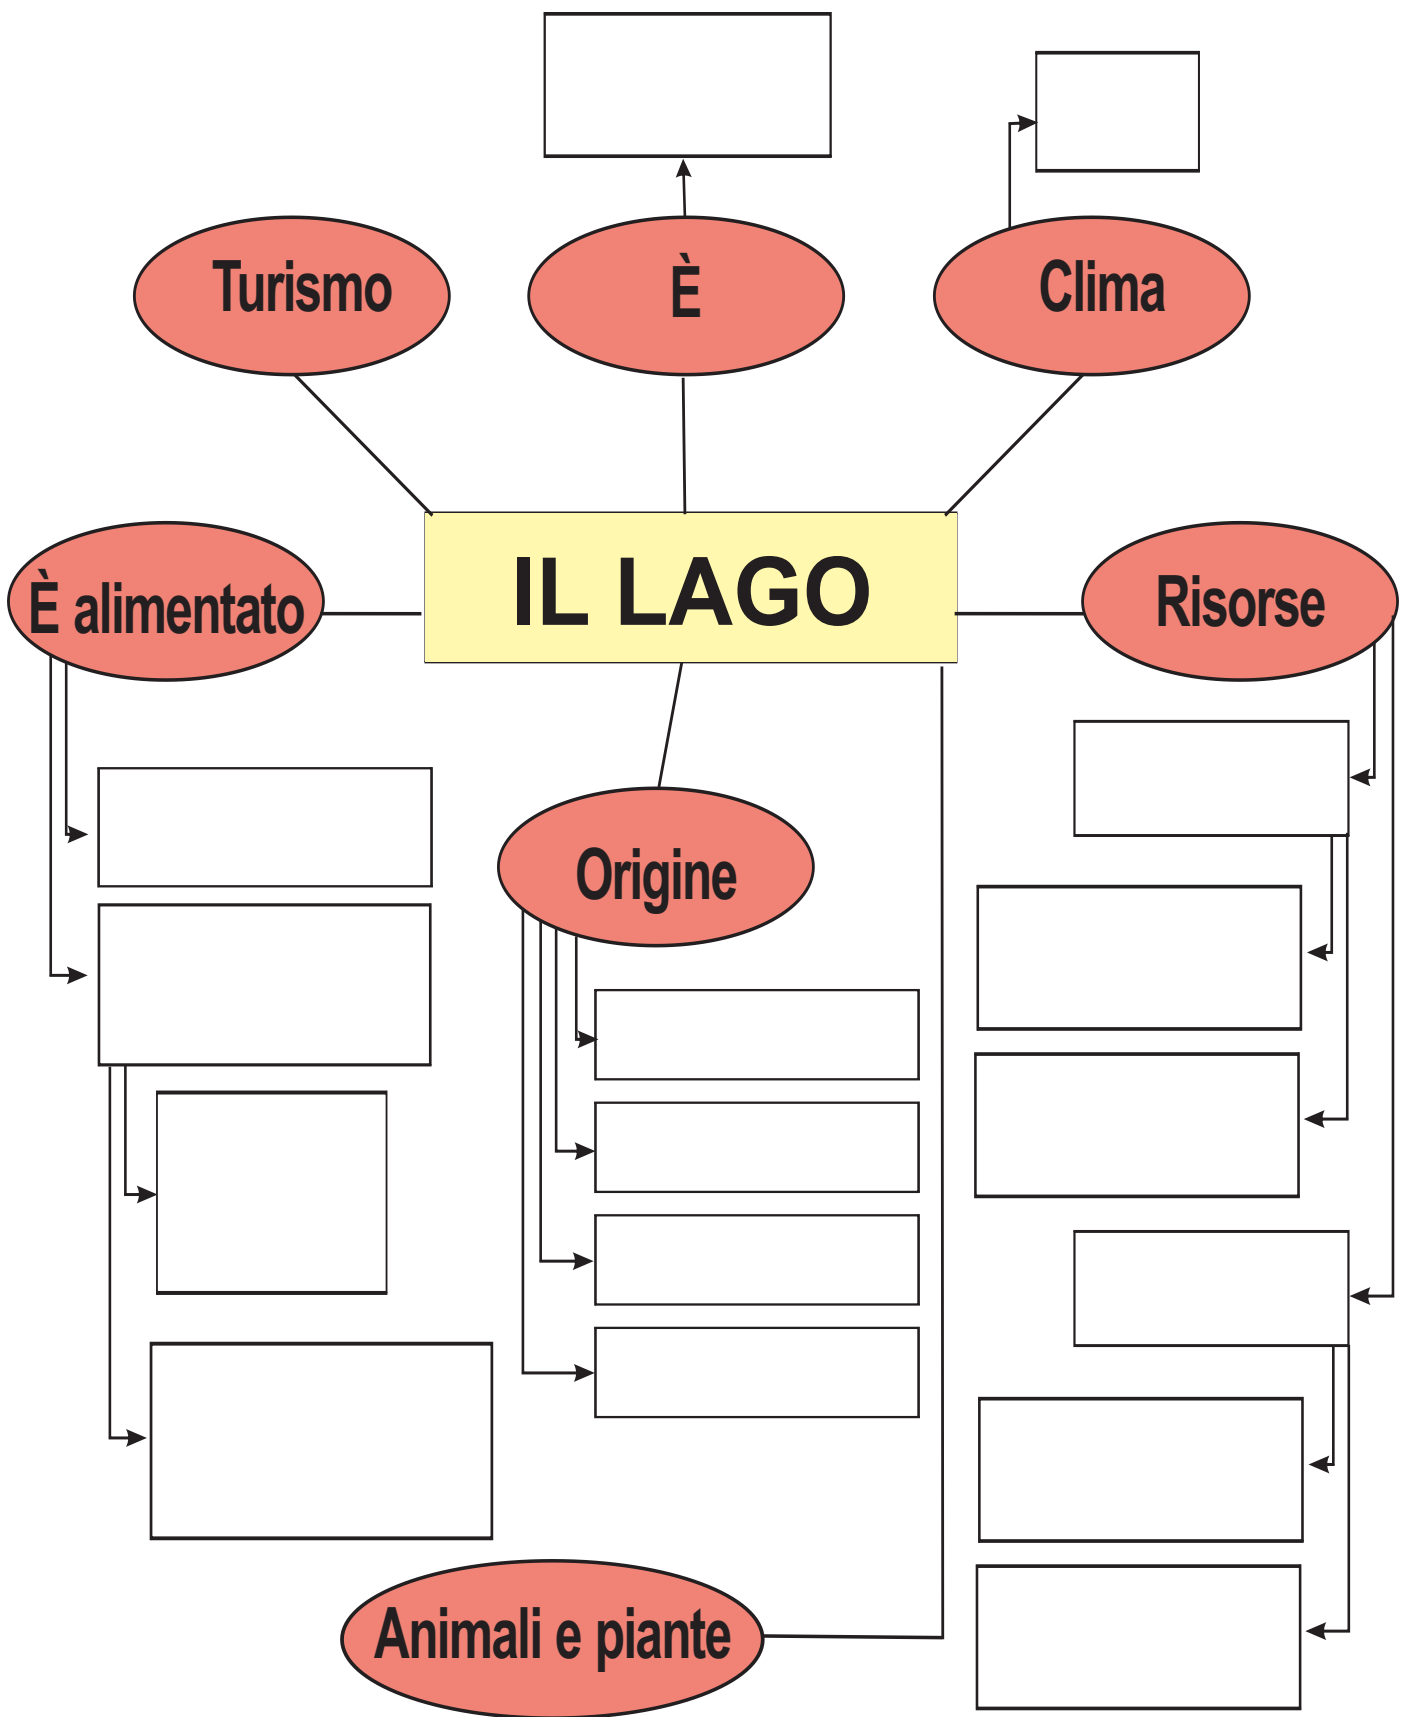 Turismo
È
Clima
È alimentato
IL LAGO
Risorse
Origine
Animali e piante